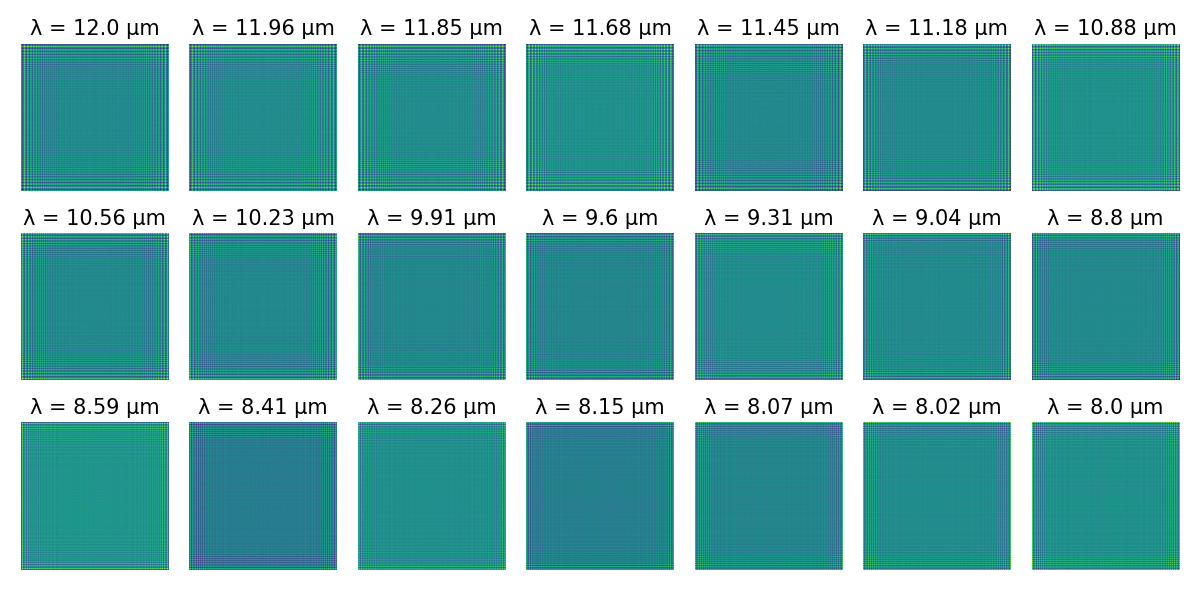 λ = 12.0 μm λ = 11.96 μm λ = 11.85 μm λ = 11.68 μm λ = 11.45 μm λ = 11.18 μm λ = 10.88 μm
λ = 10.56 μm λ = 10.23 μm λ = 9.91 μm λ = 9.6 μm λ = 9.31 μm λ = 9.04 μm λ = 8.8 μm
λ = 8.59 μm λ = 8.41 μm λ = 8.26 μm λ = 8.15 μm λ = 8.07 μm λ = 8.02 μm λ = 8.0 μm